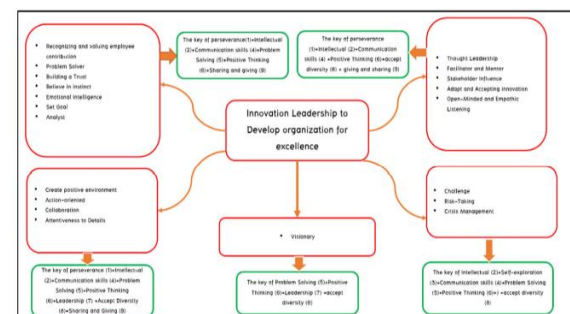 Recognizing and valuing employee
contribution
Problem Solver
Building a Trust
Believe in Instinct
Emotional Intelligence
Set Goal
Analyst
The key of perseverance(1)+Intellectual
(2)+Communication skills (4)+Problem
Solving (5)+Positive Thinking
(6)+Sharing and giving (9)
The key of perseverance
(1)+Intellectual (2)+Communication
skills (4) +Positive Thinking (6)+accept
diversity (8) + giving and sharing (9)
Thought Leadership
Facilitator and Mentor
Stakeholder Influence
Adapt and Accepting Innovation
Open-Minded and Empathic
Listening
Innovation Leadership to
Develop organization for
excellence
Create positive environment
Action-oriented
Collaboration
Attentiveness to Details
Visionary
Challenge
Risk-Taking
Crisis Management
The key of perseverance (1)+Intellectual
(2)+Communication skills (4)+Problem
Solving (5)+Positive Thinking
(6)+Leadership (7) +Accept Diversity
(8)+Sharing and Giving (9)
The key of Problem Solving (5)+Positive
Thinking (6)+Leadership (7) +accept
diversity (8)
The key of Intellectual (2)+Self-exploration
(3)+Communication skills (4)+Problem Solving
(5)+Positive Thinking (6)+) +accept diversity
(8)